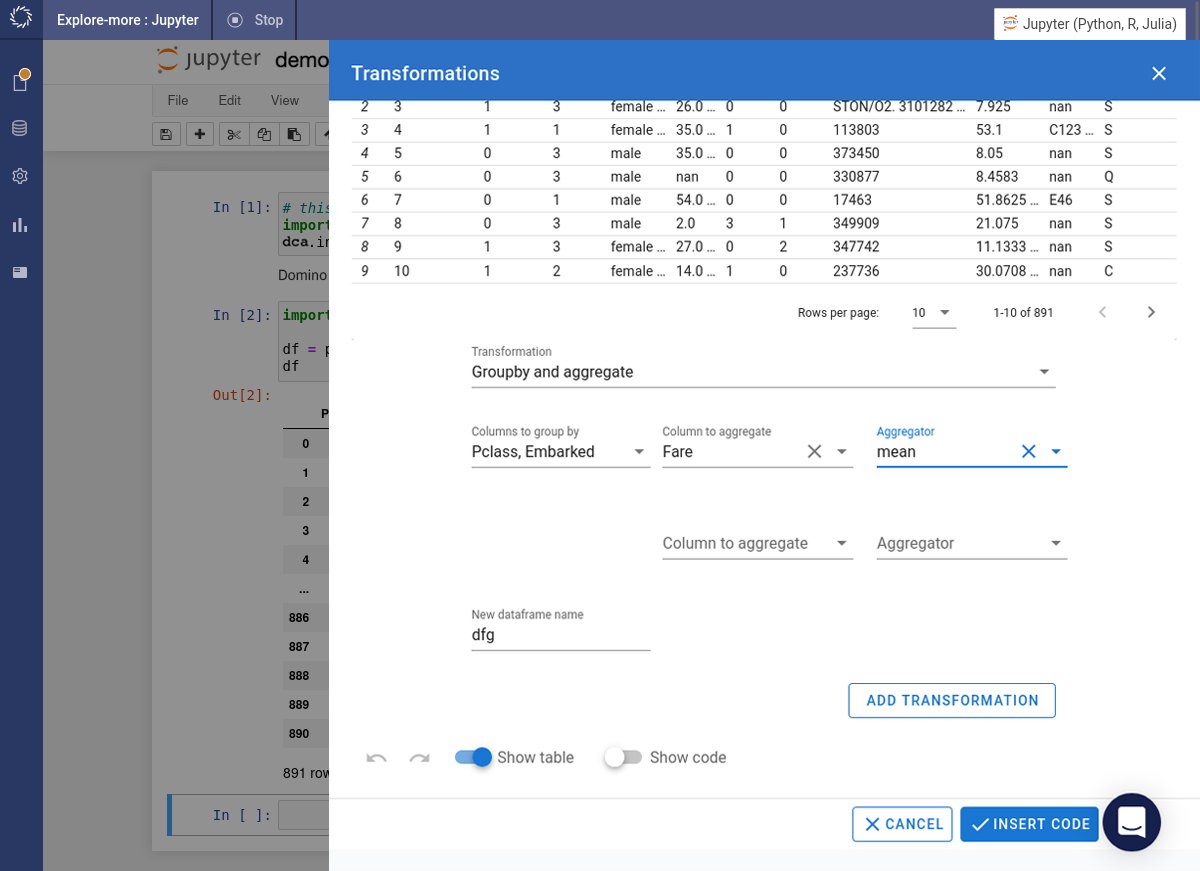 Explore-more : Jupyter
Stop
Jupyter (Python, R, Julia)
jupyter demo
File Edit View
In [1]: # this
import
dca.in
Domino
In [2]: import
df = p
df
Out[2]:
P
0
1
2
3
4
...
886
887
888
889
890
891 row
In [ ]:
Transformations
2 3 1 3 female ... 26.0 ... 0 0 STON/O2. 3101282 ... 7.925 nan S
3 4 1 1 female ... 35.0 ... 1 0 113803 53.1 C123 ... S
4 5 0 3 male 35.0 ... 0 0 373450 8.05 nan S
5 6 0 3 male nan 0 0 330877 8.4583 nan Q
6 7 0 1 male 54.0 ... 0 0 17463 51.8625 ... E46 S
7 8 0 3 male 2.0 3 1 349909 21.075 nan S
8 9 1 3 female ... 27.0 ... 0 2 347742 11.1333 ... nan S
9 10 1 2 female ... 14.0 ... 1 0 237736 30.0708 ... nan C
Rows per page: 10 1-10 of 891
Transformation
Groupby and aggregate
Columns to group by Column to aggregate Aggregator
Pclass, Embarked Fare mean
Column to aggregate Aggregator
New dataframe name
dfg
ADD TRANSFORMATION
Show table Show code
CANCEL INSERT CODE